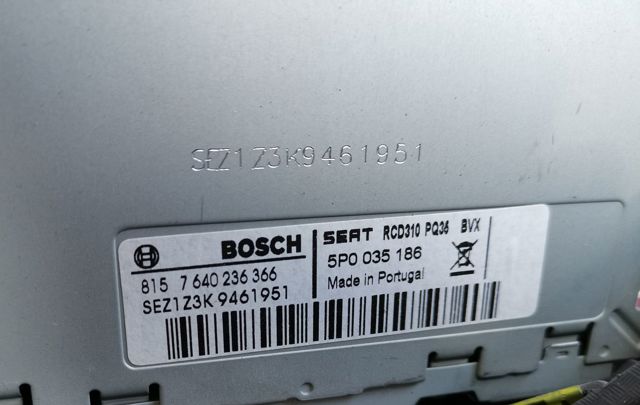 SEZ1Z3K9461951
BOSCH
815 7 640 236 366
SEZ1Z3K 9461951
SEAT RCD310 PQ35 BVX
5P0 035 186
Made in Portugal